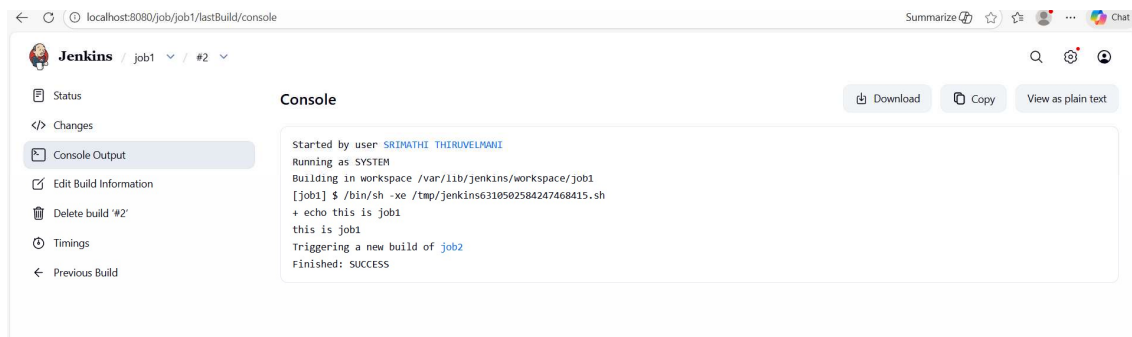 localhost:8080/job/job1/lastBuild/console
Summarize
Chat
Jenkins / job1 / #2
Status
Changes
Console Output
Edit Build Information
Delete build '#2'
Timings
Previous Build
Console
Download
Copy
View as plain text
Started by user SRIMATHI THIRUVELMANI
Running as SYSTEM
Building in workspace /var/lib/jenkins/workspace/job1
[job1] $ /bin/sh -xe /tmp/jenkins6310502584247468415.sh
+ echo this is job1
this is job1
Triggering a new build of job2
Finished: SUCCESS